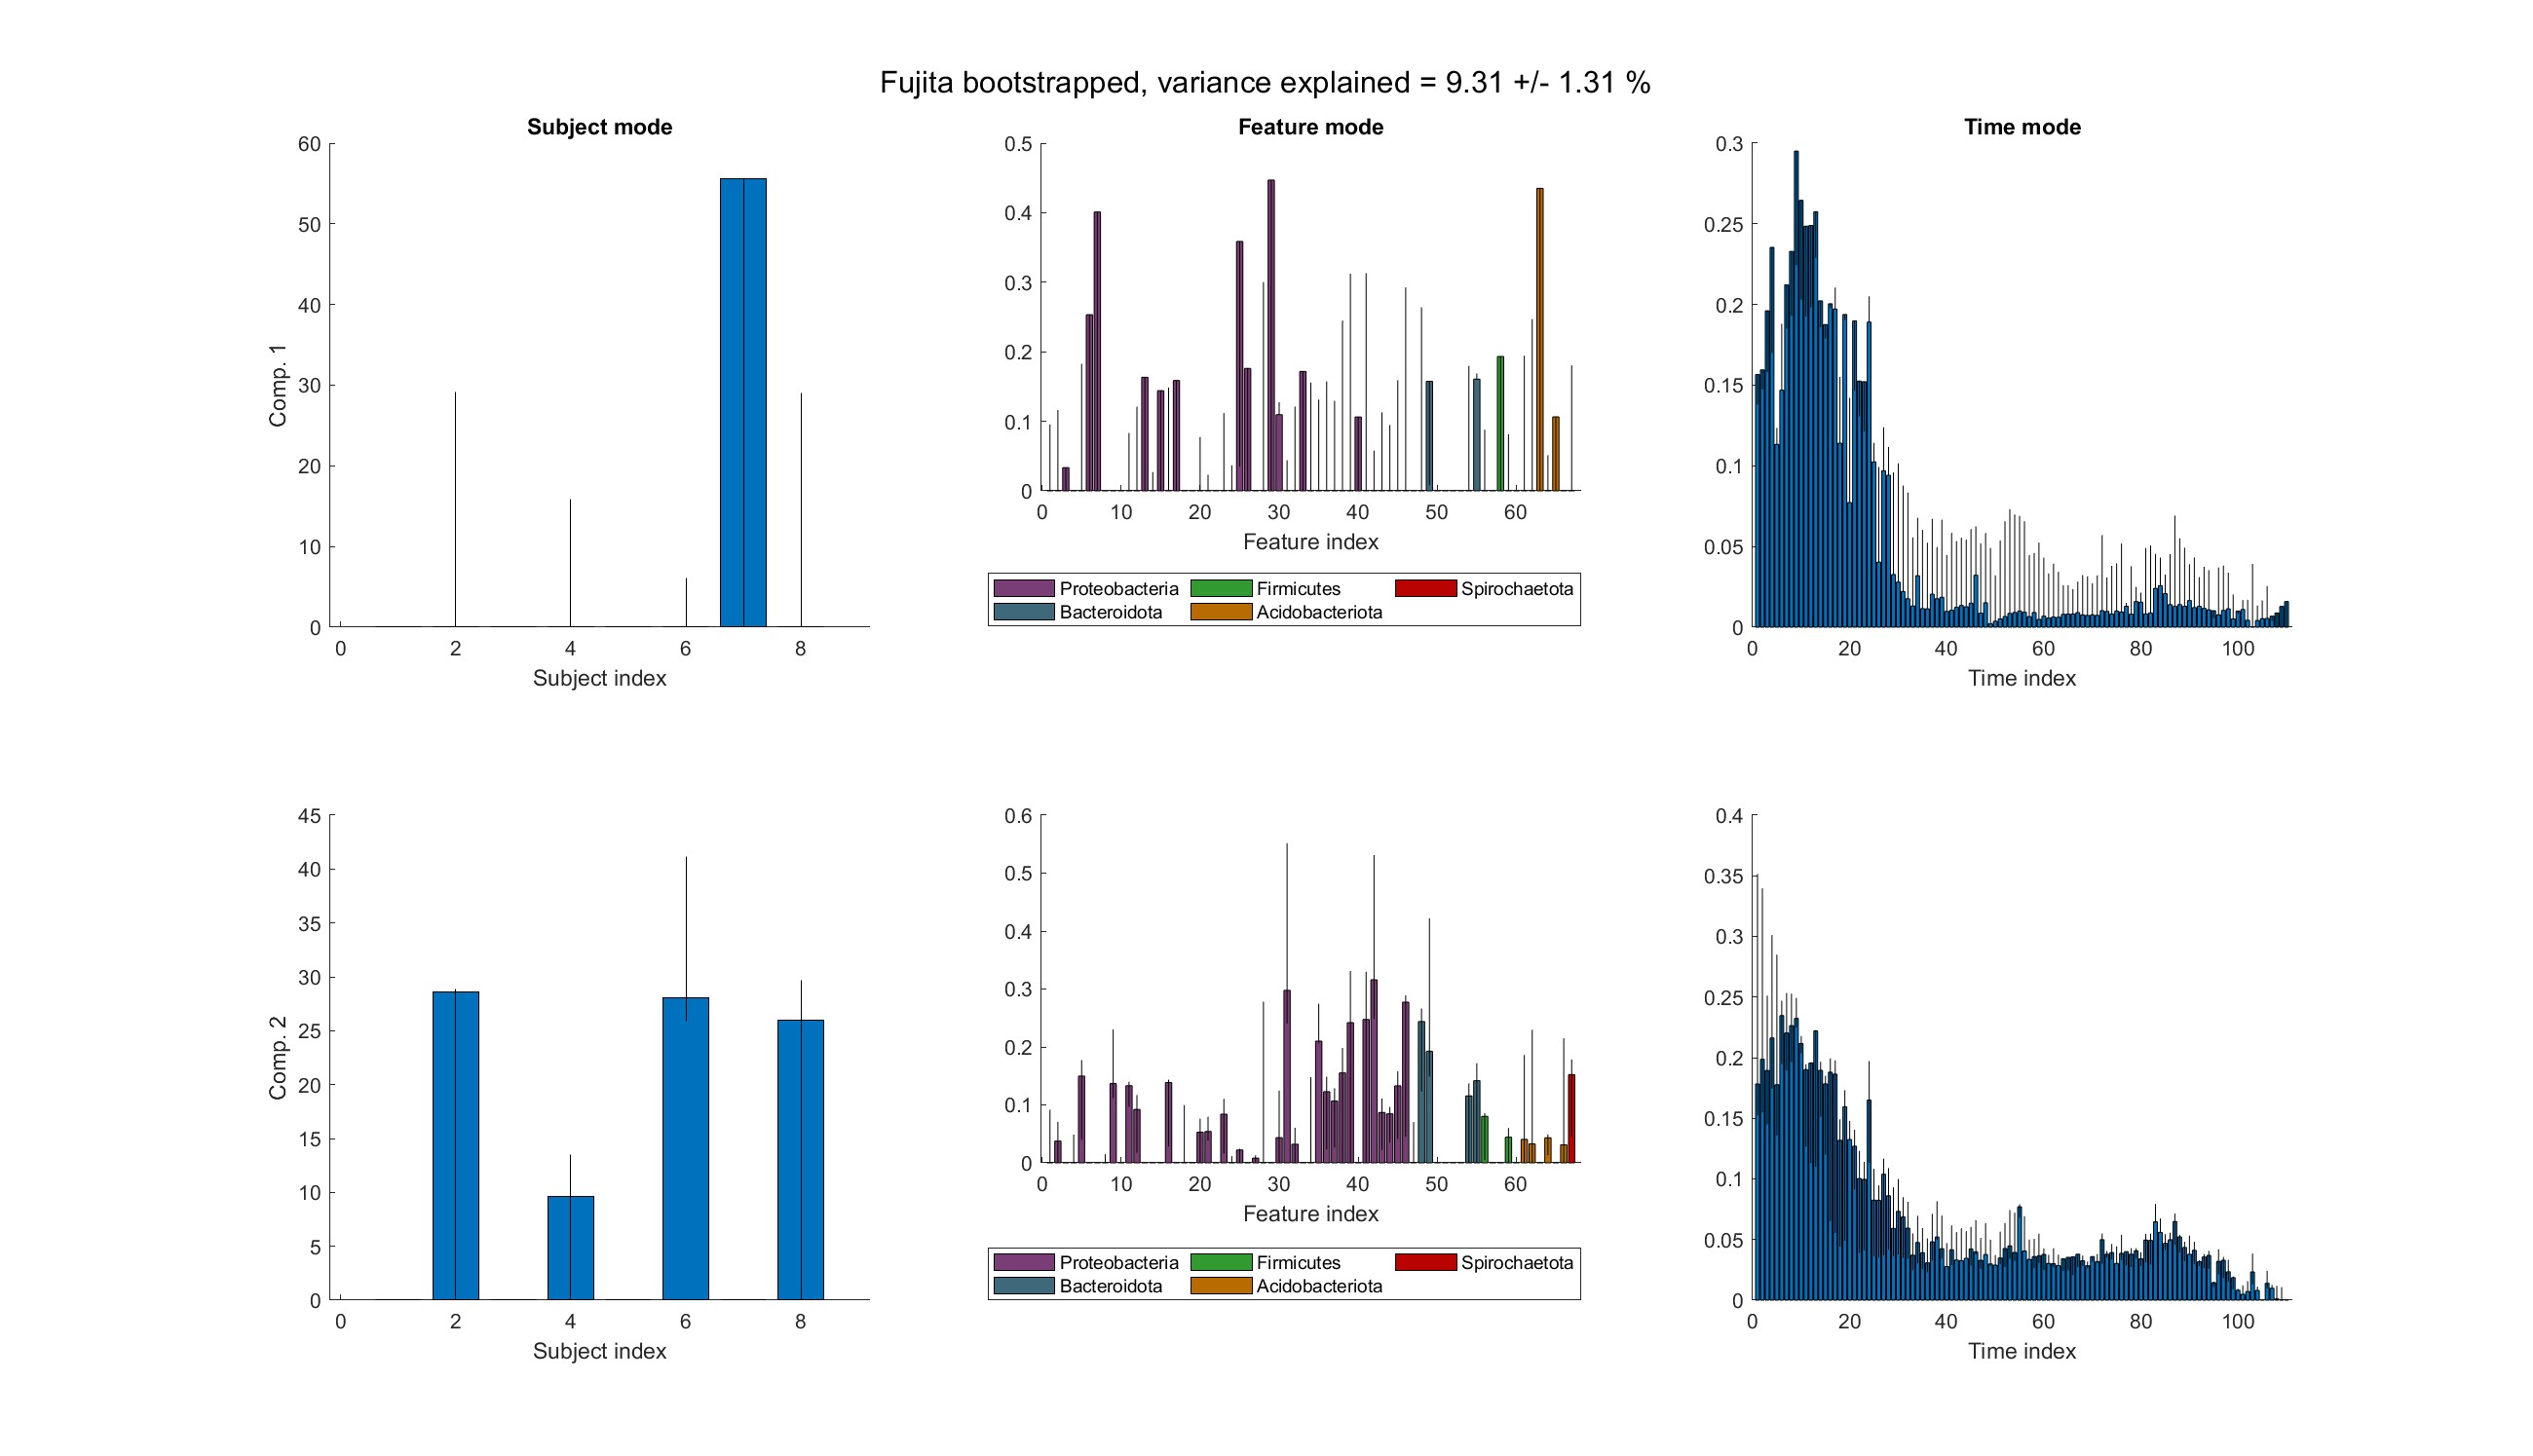 Fujita bootstrapped, variance explained = 9.31 +/- 1.31 %
Subject mode
60
50
40
30
20
10
0
Comp. 1
0 2 4 6 8
Subject index
Feature mode
0.5
0.4
0.3
0.2
0.1
0
0 10 20 30 40 50 60
Feature index
Proteobacteria Firmicutes Spirochaetota
Bacteroidota Acidobacteriota
Time mode
0.3
0.25
0.2
0.15
0.1
0.05
0
0 20 40 60 80 100
Time index
45
40
35
30
25
20
15
10
5
0
Comp. 2
0 2 4 6 8
Subject index
0.6
0.5
0.4
0.3
0.2
0.1
0
0 10 20 30 40 50 60
Feature index
Proteobacteria Firmicutes Spirochaetota
Bacteroidota Acidobacteriota
0.4
0.35
0.3
0.25
0.2
0.15
0.1
0.05
0
0 20 40 60 80 100
Time index